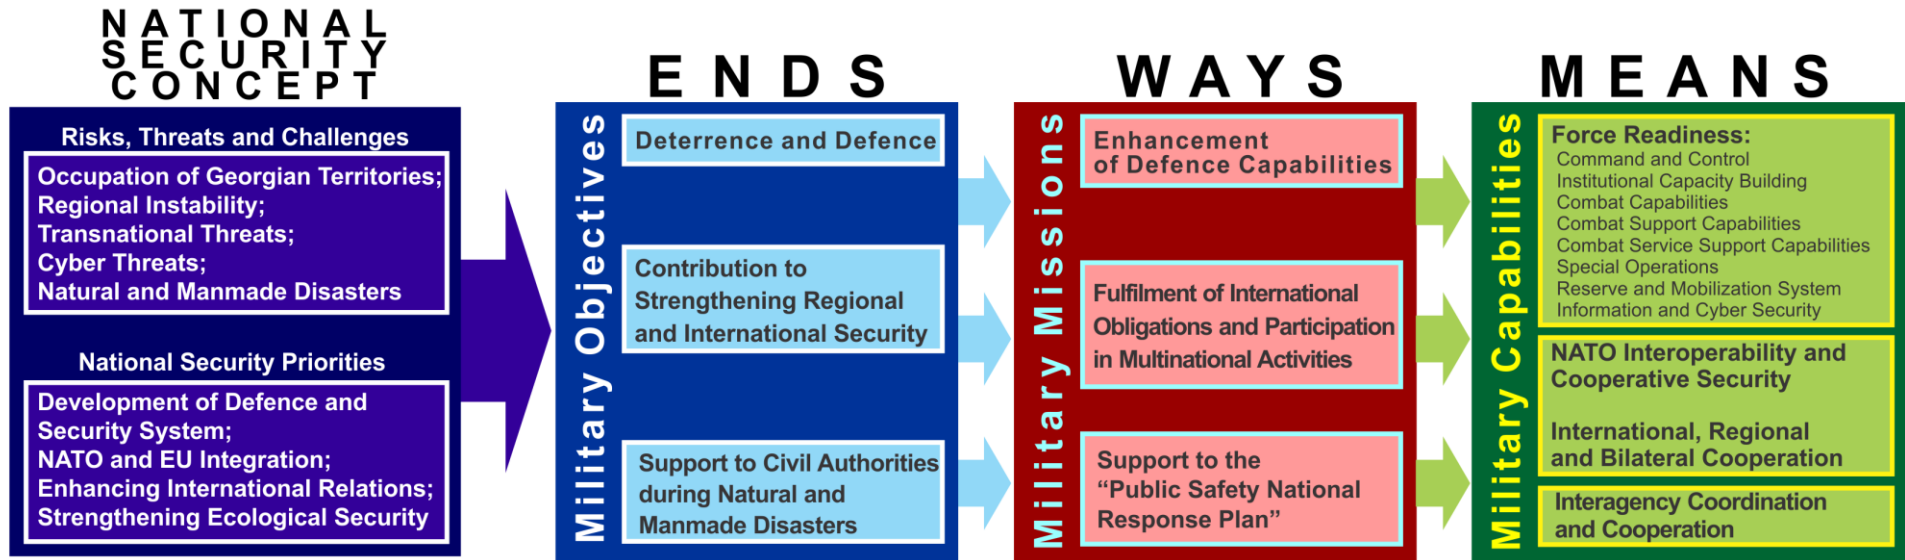 NATIONAL
SECURITY
CONCEPT
Risks, Threats and Challenges
Occupation of Georgian Territories;
Regional Instability;
Transnational Threats;
Cyber Threats;
Natural and Manmade Disasters
National Security Priorities
Development of Defence and
Security System;
NATO and EU Integration;
Enhancing International Relations;
Strengthening Ecological Security
ENDS
Military Objectives
Deterrence and Defence
Contribution to
Strengthening Regional
and International Security
Support to Civil Authorities
during Natural and
Manmade Disasters
WAYS
Military Missions
Enhancement
of Defence Capabilities
Fulfilment of International
Obligations and Participation
in Multinational Activities
Support to the
“Public Safety National
Response Plan”
MEANS
Military Capabilities
Force Readiness:
Command and Control
Institutional Capacity Building
Combat Capabilities
Combat Support Capabilities
Combat Service Support Capabilities
Special Operations
Reserve and Mobilization System
Information and Cyber Security
NATO Interoperability and
Cooperative Security
International, Regional
and Bilateral Cooperation
Interagency Coordination
and Cooperation